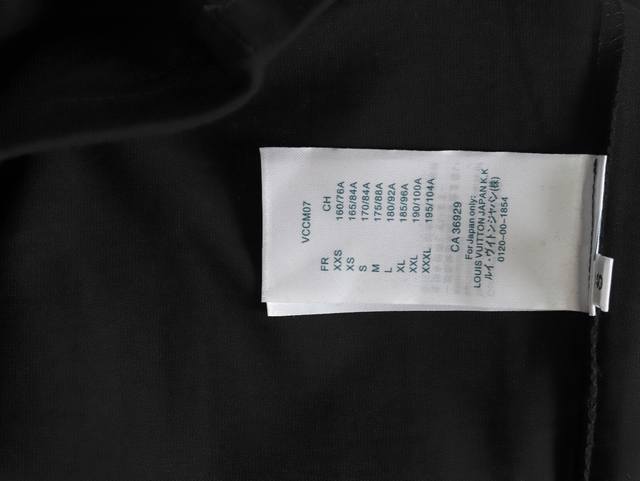 VCCM07
FR CH
XXS 160/76A
XS 165/84A
S 170/84A
M 175/88A
L 180/92A
XL 185/96A
XXL 190/100A
XXXL 195/104A
CA 36929
For Japan only:
LOUIS VUITTON JAPAN K.K
ルイ・ヴィトンジャパン(株)
0120-00-1854
S